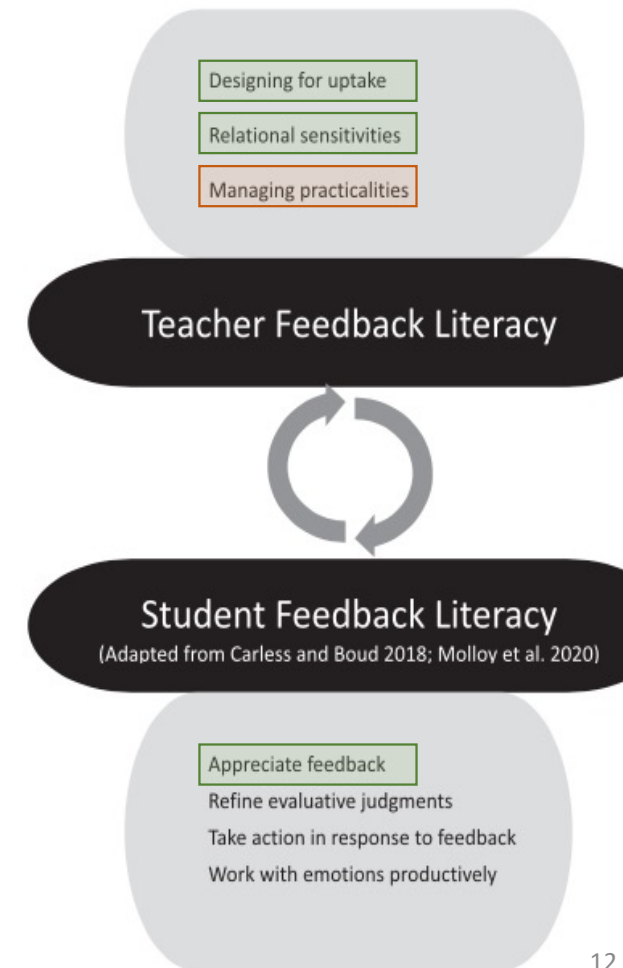 Designing for uptake
Relational sensitivities
Managing practicalities
Teacher Feedback Literacy
Student Feedback Literacy
(Adapted from Carless and Boud 2018; Molloy et al. 2020)
Appreciate feedback
Refine evaluative judgments
Take action in response to feedback
Work with emotions productively
12